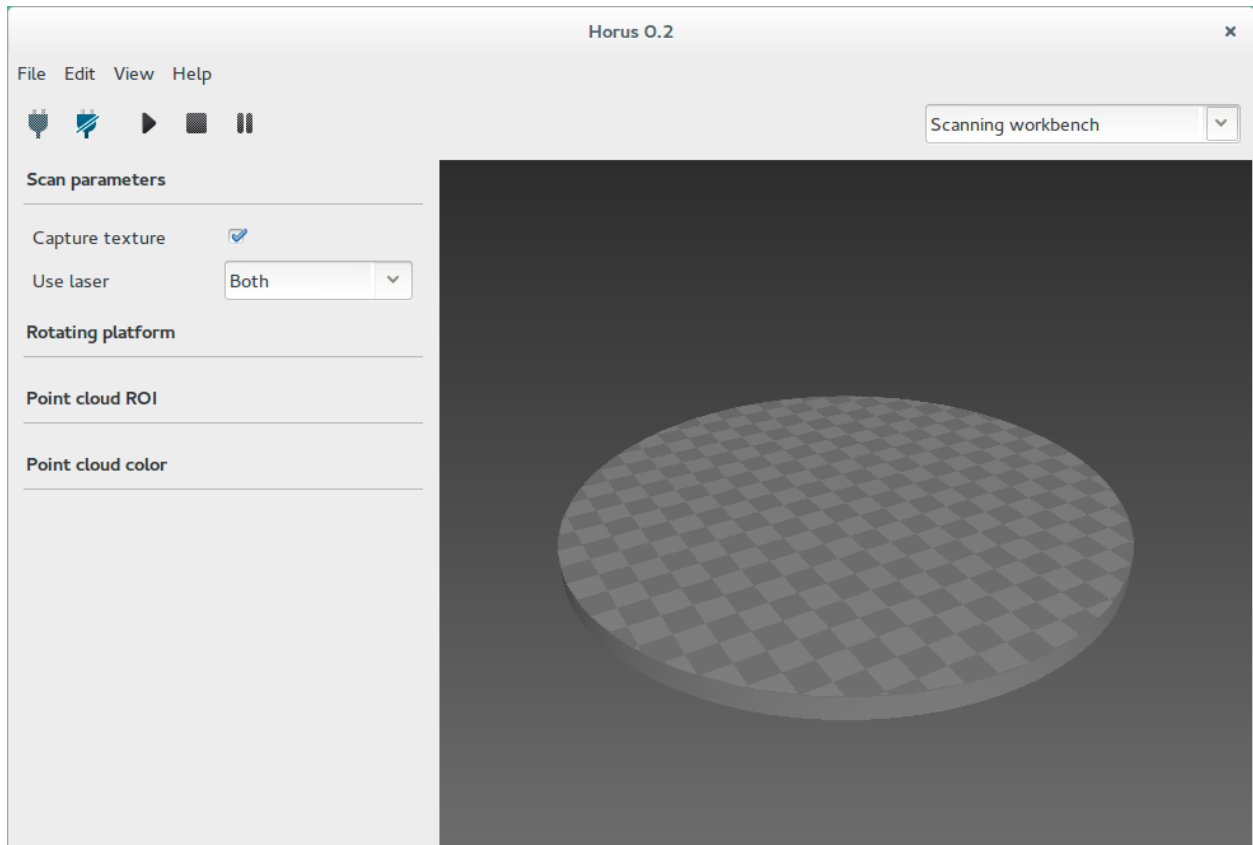 Horus 0.2
File Edit View Help
Scanning workbench
Scan parameters
Capture texture
Use laser Both
Rotating platform
Point cloud ROI
Point cloud color